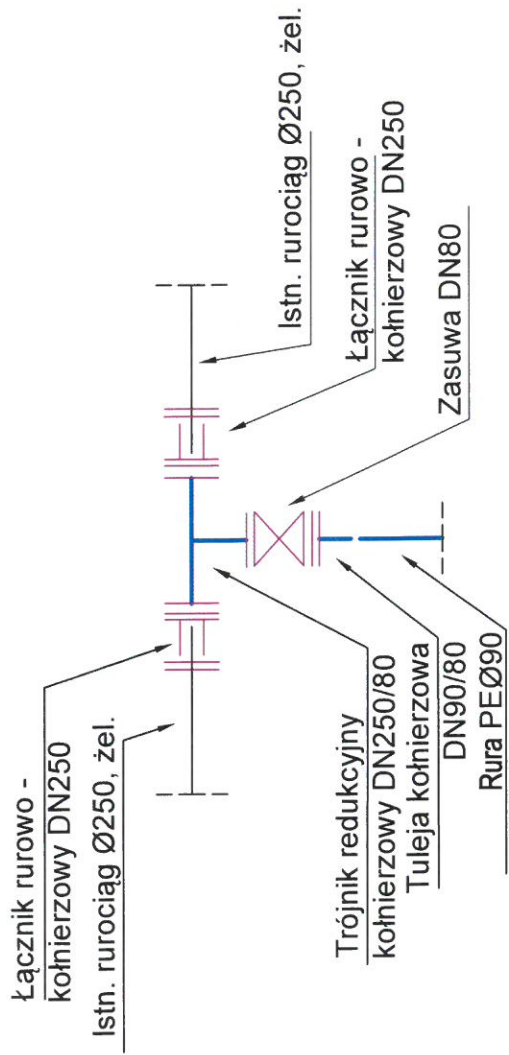 Łącznik rurowo -
kołnierzowy DN250
Istn. rurociąg Ø250, żel.
Trójnik redukcyjny
kołnierzowy DN250/80
Tuleja kołnierzowa
DN90/80
Rura PEØ90
Istn. rurociąg Ø250, żel.
Łącznik rurowo -
kołnierzowy DN250
Zasuwa DN80